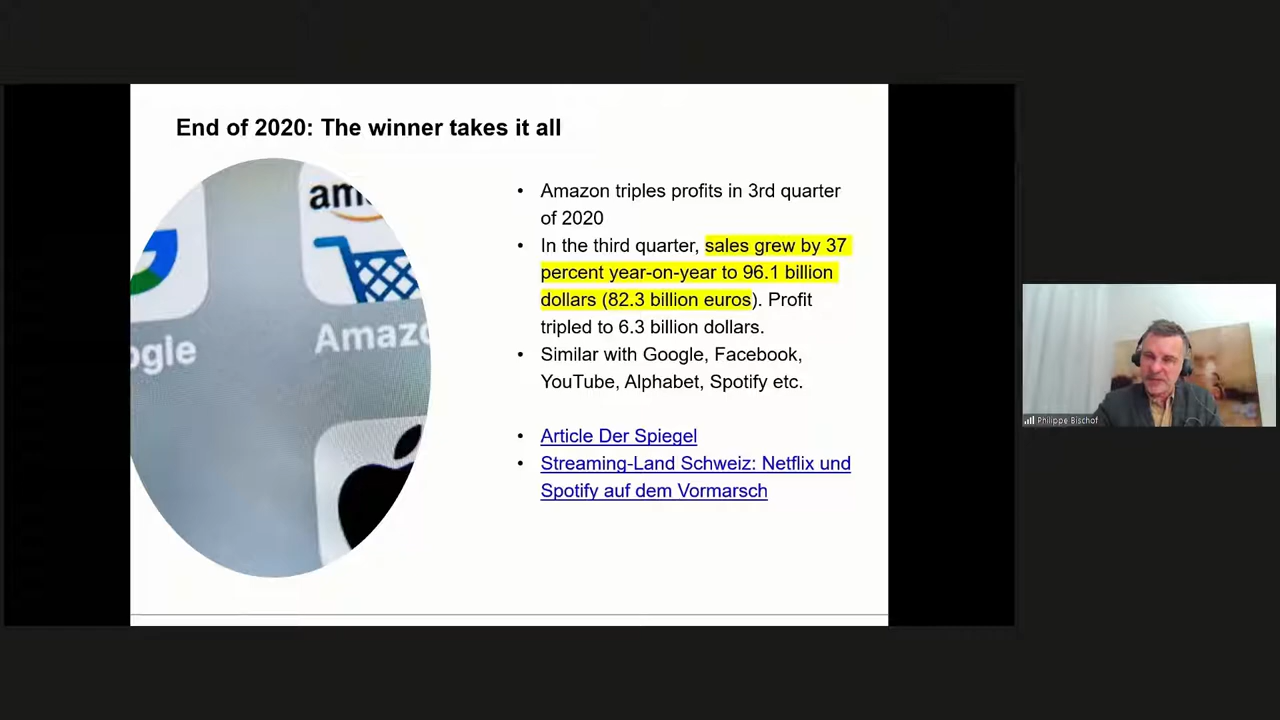 End of 2020: The winner takes it all
am
ogle
Amazo
• Amazon triples profits in 3rd quarter
of 2020
• In the third quarter, sales grew by 37
percent year-on-year to 96.1 billion
dollars (82.3 billion euros). Profit
tripled to 6.3 billion dollars.
• Similar with Google, Facebook,
YouTube, Alphabet, Spotify etc.
• Article Der Spiegel
• Streaming-Land Schweiz: Netflix und
Spotify auf dem Vormarsch
Philippe Bischof